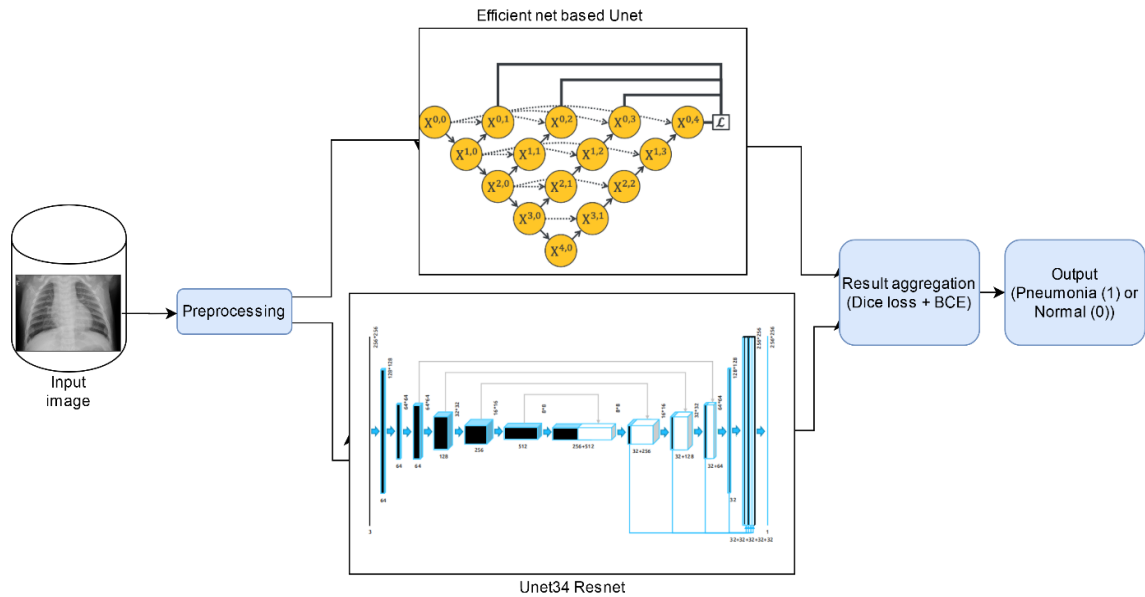 Efficient net based Unet
X0,0
X0,1
X0,2
X0,3
X0,4
ℒ
X1,0
X1,1
X1,2
X1,3
X2,0
X2,1
X2,2
X3,0
X3,1
X4,0
Input
image
Preprocessing
Result aggregation
(Dice loss + BCE)
Output
(Pneumonia (1) or
Normal (0))
256*256
128*128
64*64
64*64
32*32
16*16
8*8
8*8
16*16
32*32
64*64
128*128
256*256
256*256
3
64
64
64
128
256
512
256+512
32+256
32+128
32+64
32
32+32+32+32+32
1
Unet34 Resnet